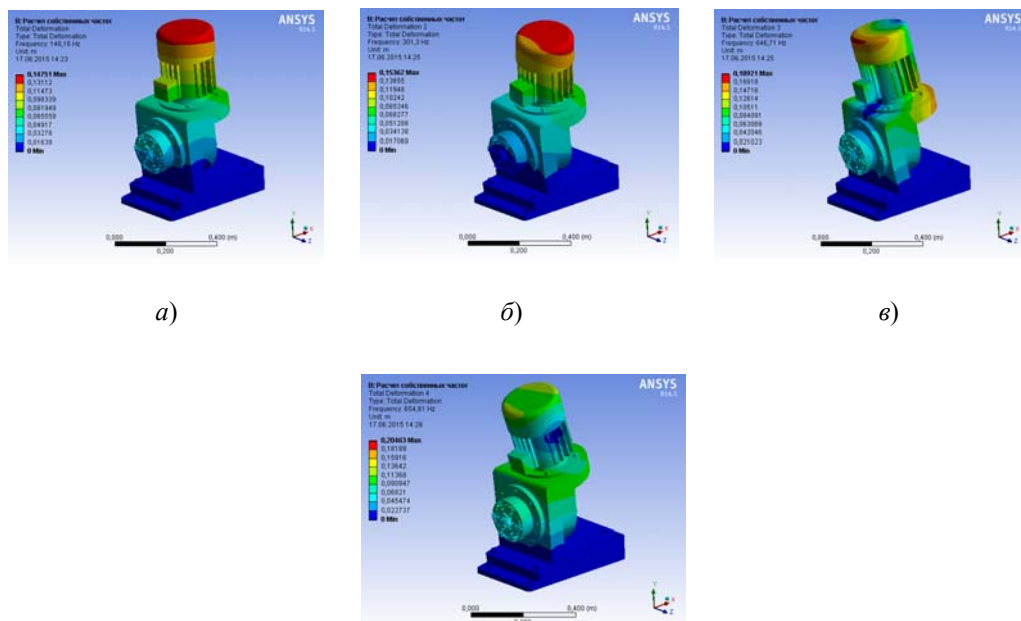 B: Расчет собственных частот
Total Deformation
Type: Total Deformation
Frequency: 148,16 Hz
Unit: m
17.06.2015 14:23
0,14751 Max
0,13112
0,11473
0,098339
0,081949
0,065559
0,04917
0,03278
0,01639
0 Min
ANSYS
R14.5
0,000
0,400 (m)
0,200
Y
X
Z
B: Расчет собственных частот
Total Deformation 2
Type: Total Deformation
Frequency: 301,3 Hz
Unit: m
17.06.2015 14:25
0,15362 Max
0,13655
0,11948
0,10242
0,085346
0,068277
0,051208
0,034138
0,017069
0 Min
ANSYS
R14.5
0,000
0,400 (m)
0,200
Y
X
Z
B: Расчет собственных частот
Total Deformation 3
Type: Total Deformation
Frequency: 646,71 Hz
Unit: m
17.06.2015 14:25
0,18921 Max
0,16818
0,14716
0,12614
0,10511
0,084091
0,063068
0,042046
0,021023
0 Min
ANSYS
R14.5
0,000
0,400 (m)
0,200
Y
X
Z
а)
б)
в)
B: Расчет собственных частот
Total Deformation 4
Type: Total Deformation
Frequency: 654,81 Hz
Unit: m
17.06.2015 14:26
0,20463 Max
0,18189
0,15916
0,13642
0,11368
0,090947
0,06821
0,045474
0,022737
0 Min
ANSYS
R14.5
0,000
0,400 (m)
Y
X
Z